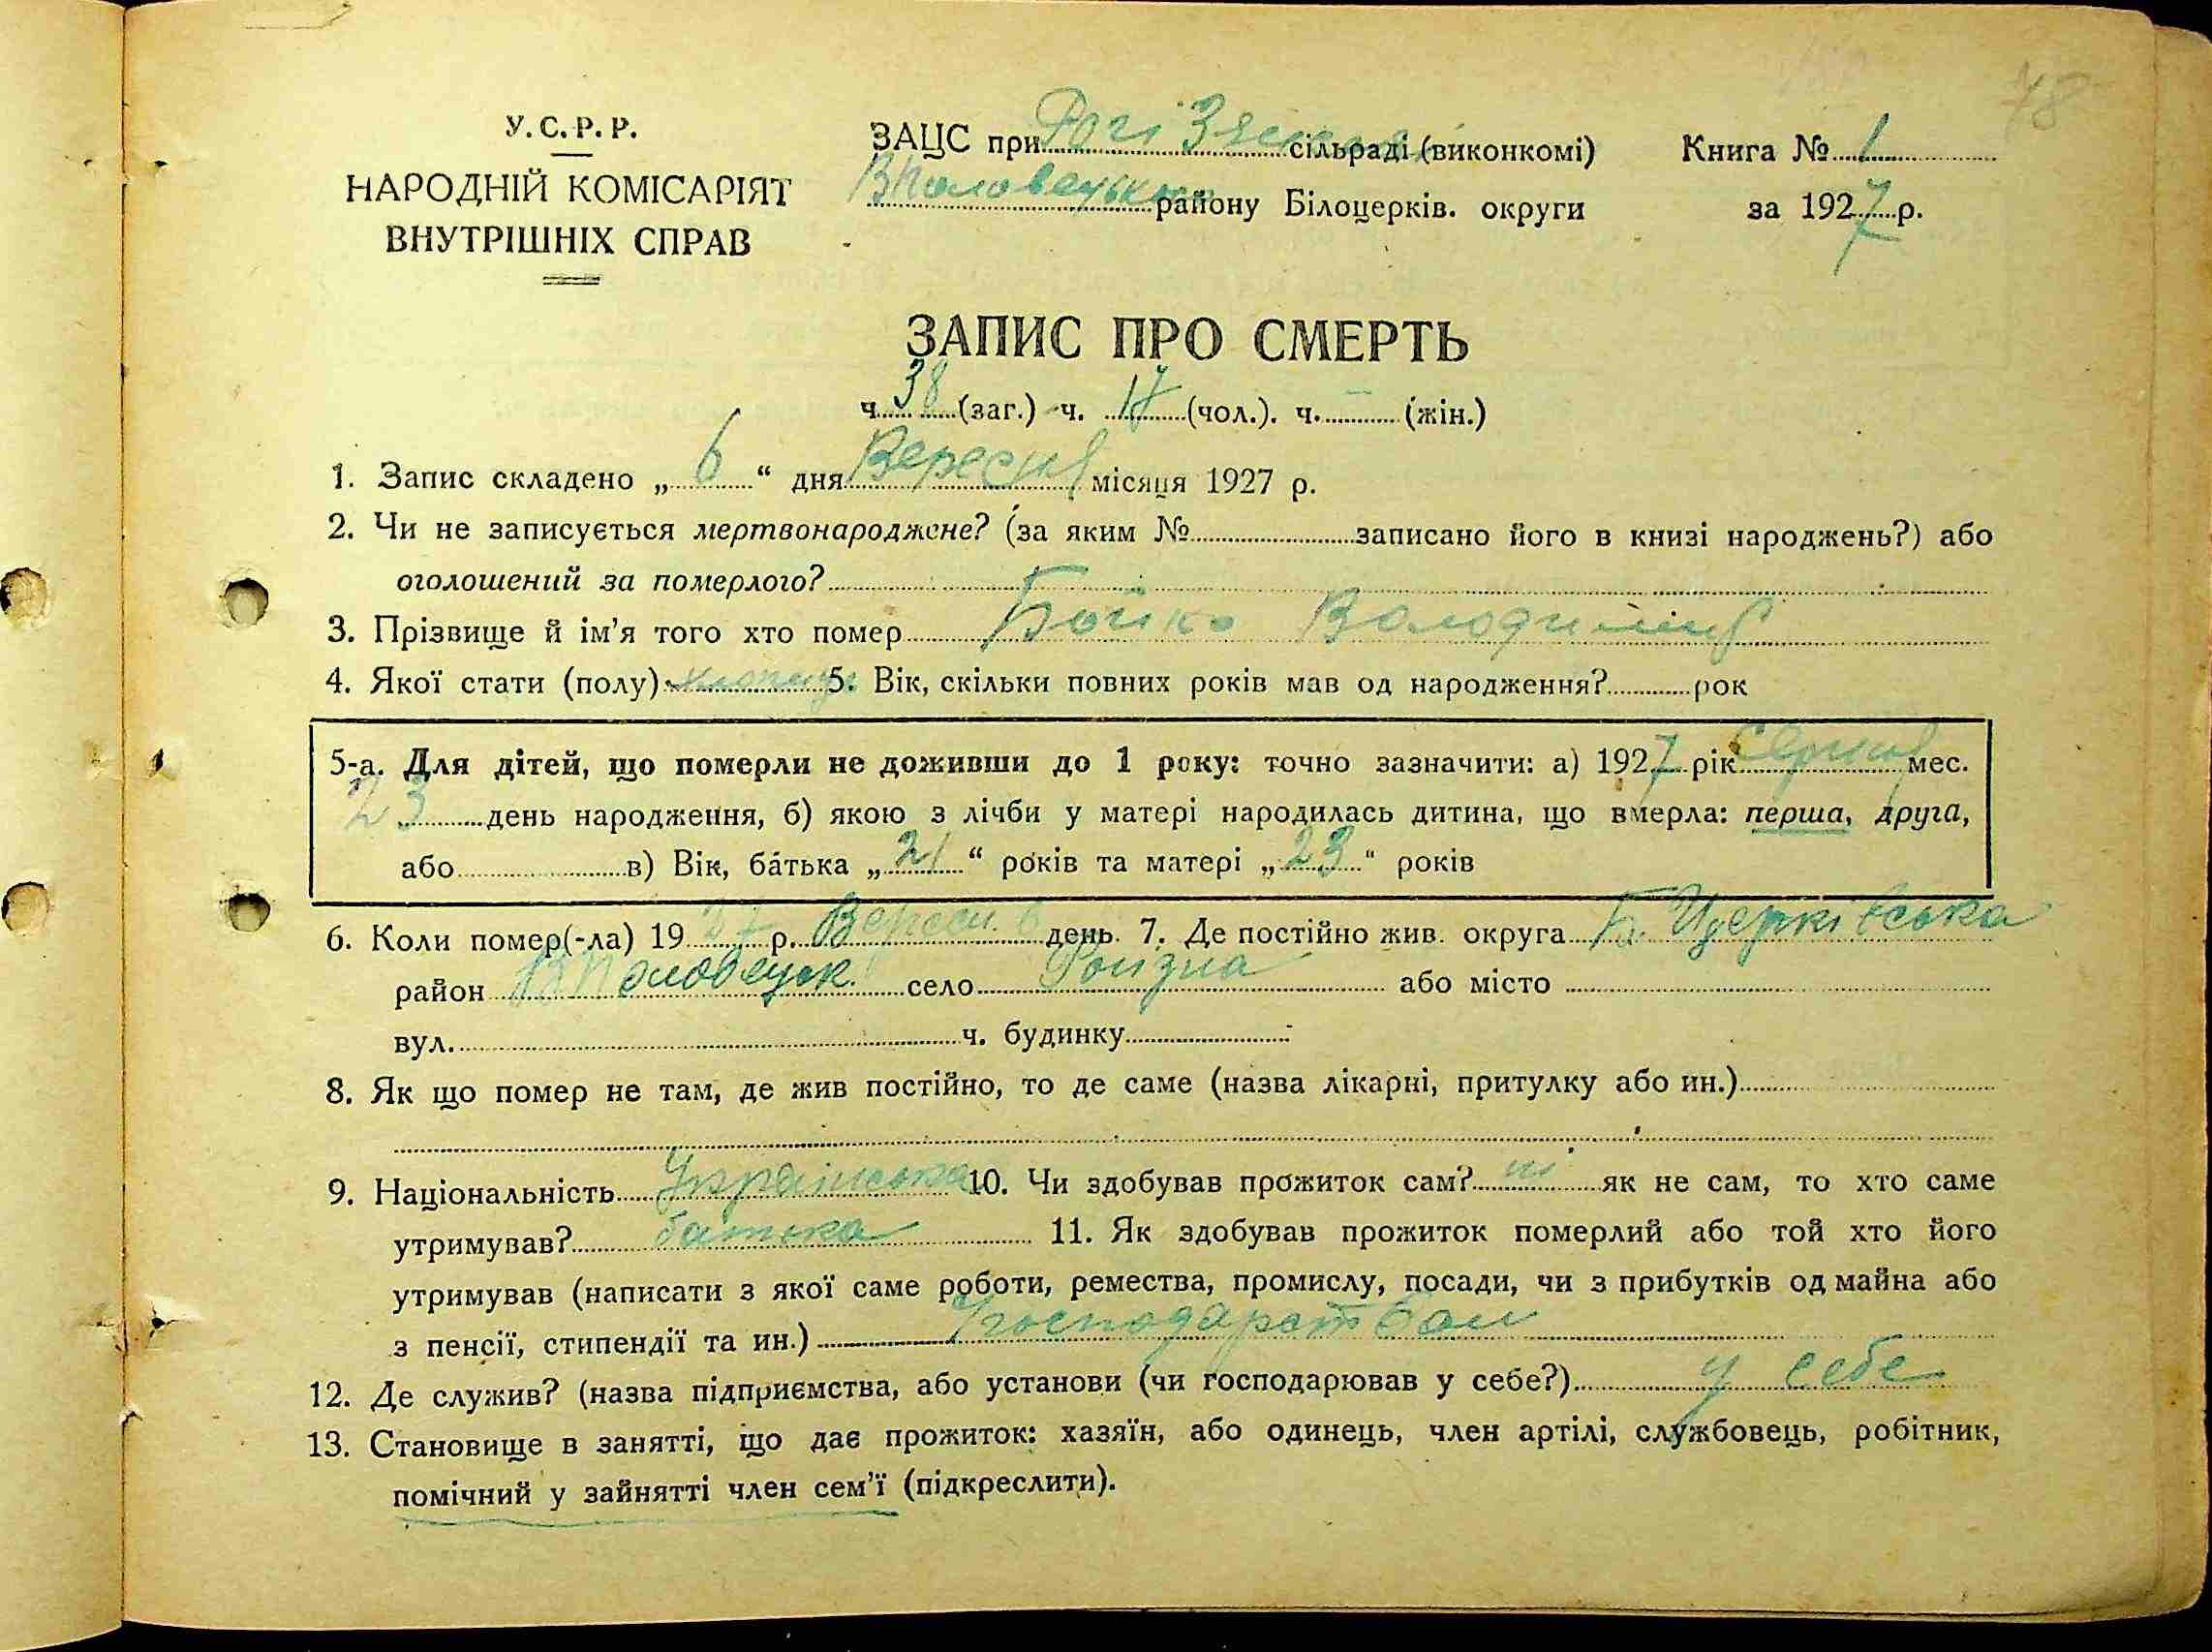 48
У. С. Р. Р.
НАРОДНІЙ КОМІСАРІЯТ
ВНУТРІШНІХ СПРАВ
ЗАЦС при сільраді (виконкомі)
району Білоцерків. округи
Книга № 1
за 1927 р.
ЗАПИС ПРО СМЕРТЬ
ч. 38 (заг.) ч. 17 (чол.). ч. — (жін.)
1. Запис складено „ 6 “ дня Вересня місяця 1927 р.
2. Чи не записується мертвонароджене? (за яким № записано його в книзі народжень?) або
оголошений за померлого?
3. Прізвище й ім’я того хто помер Бойко Володимир
4. Якої стати (полу) 5. Вік, скільки повних років мав од народження? рок
5-а. Для дітей, що померли не доживши до 1 року: точно зазначити: а) 1927 рік Серпня мес.
23 день народження, б) якою з лічби у матері народилась дитина, що вмерла: перша, друга,
або в) Вік, батька „ 21 “ років та матері „ 23 “ років
6. Коли помер(-ла) 19 27 р. Вересн. 6 день. 7. Де постійно жив. округа Б. Церківська
район В Половецьк. село або місто
вул. ч. будинку
8. Як що помер не там, де жив постійно, то де саме (назва лікарні, притулку або ин.)
9. Національність Українська 10. Чи здобував прожиток сам? ні як не сам, то хто саме
утримував? батько 11. Як здобував прожиток померлий або той хто його
утримував (написати з якої саме роботи, ремества, промислу, посади, чи з прибутків од майна або
з пенсії, стипендії та ин.) Господарством
12. Де служив? (назва підприємства, або установи (чи господарював у себе?) у себе
13. Становище в занятті, що дає прожиток: хазяїн, або одинець, член артілі, службовець, робітник,
помічний у зайнятті член сем’ї (підкреслити).